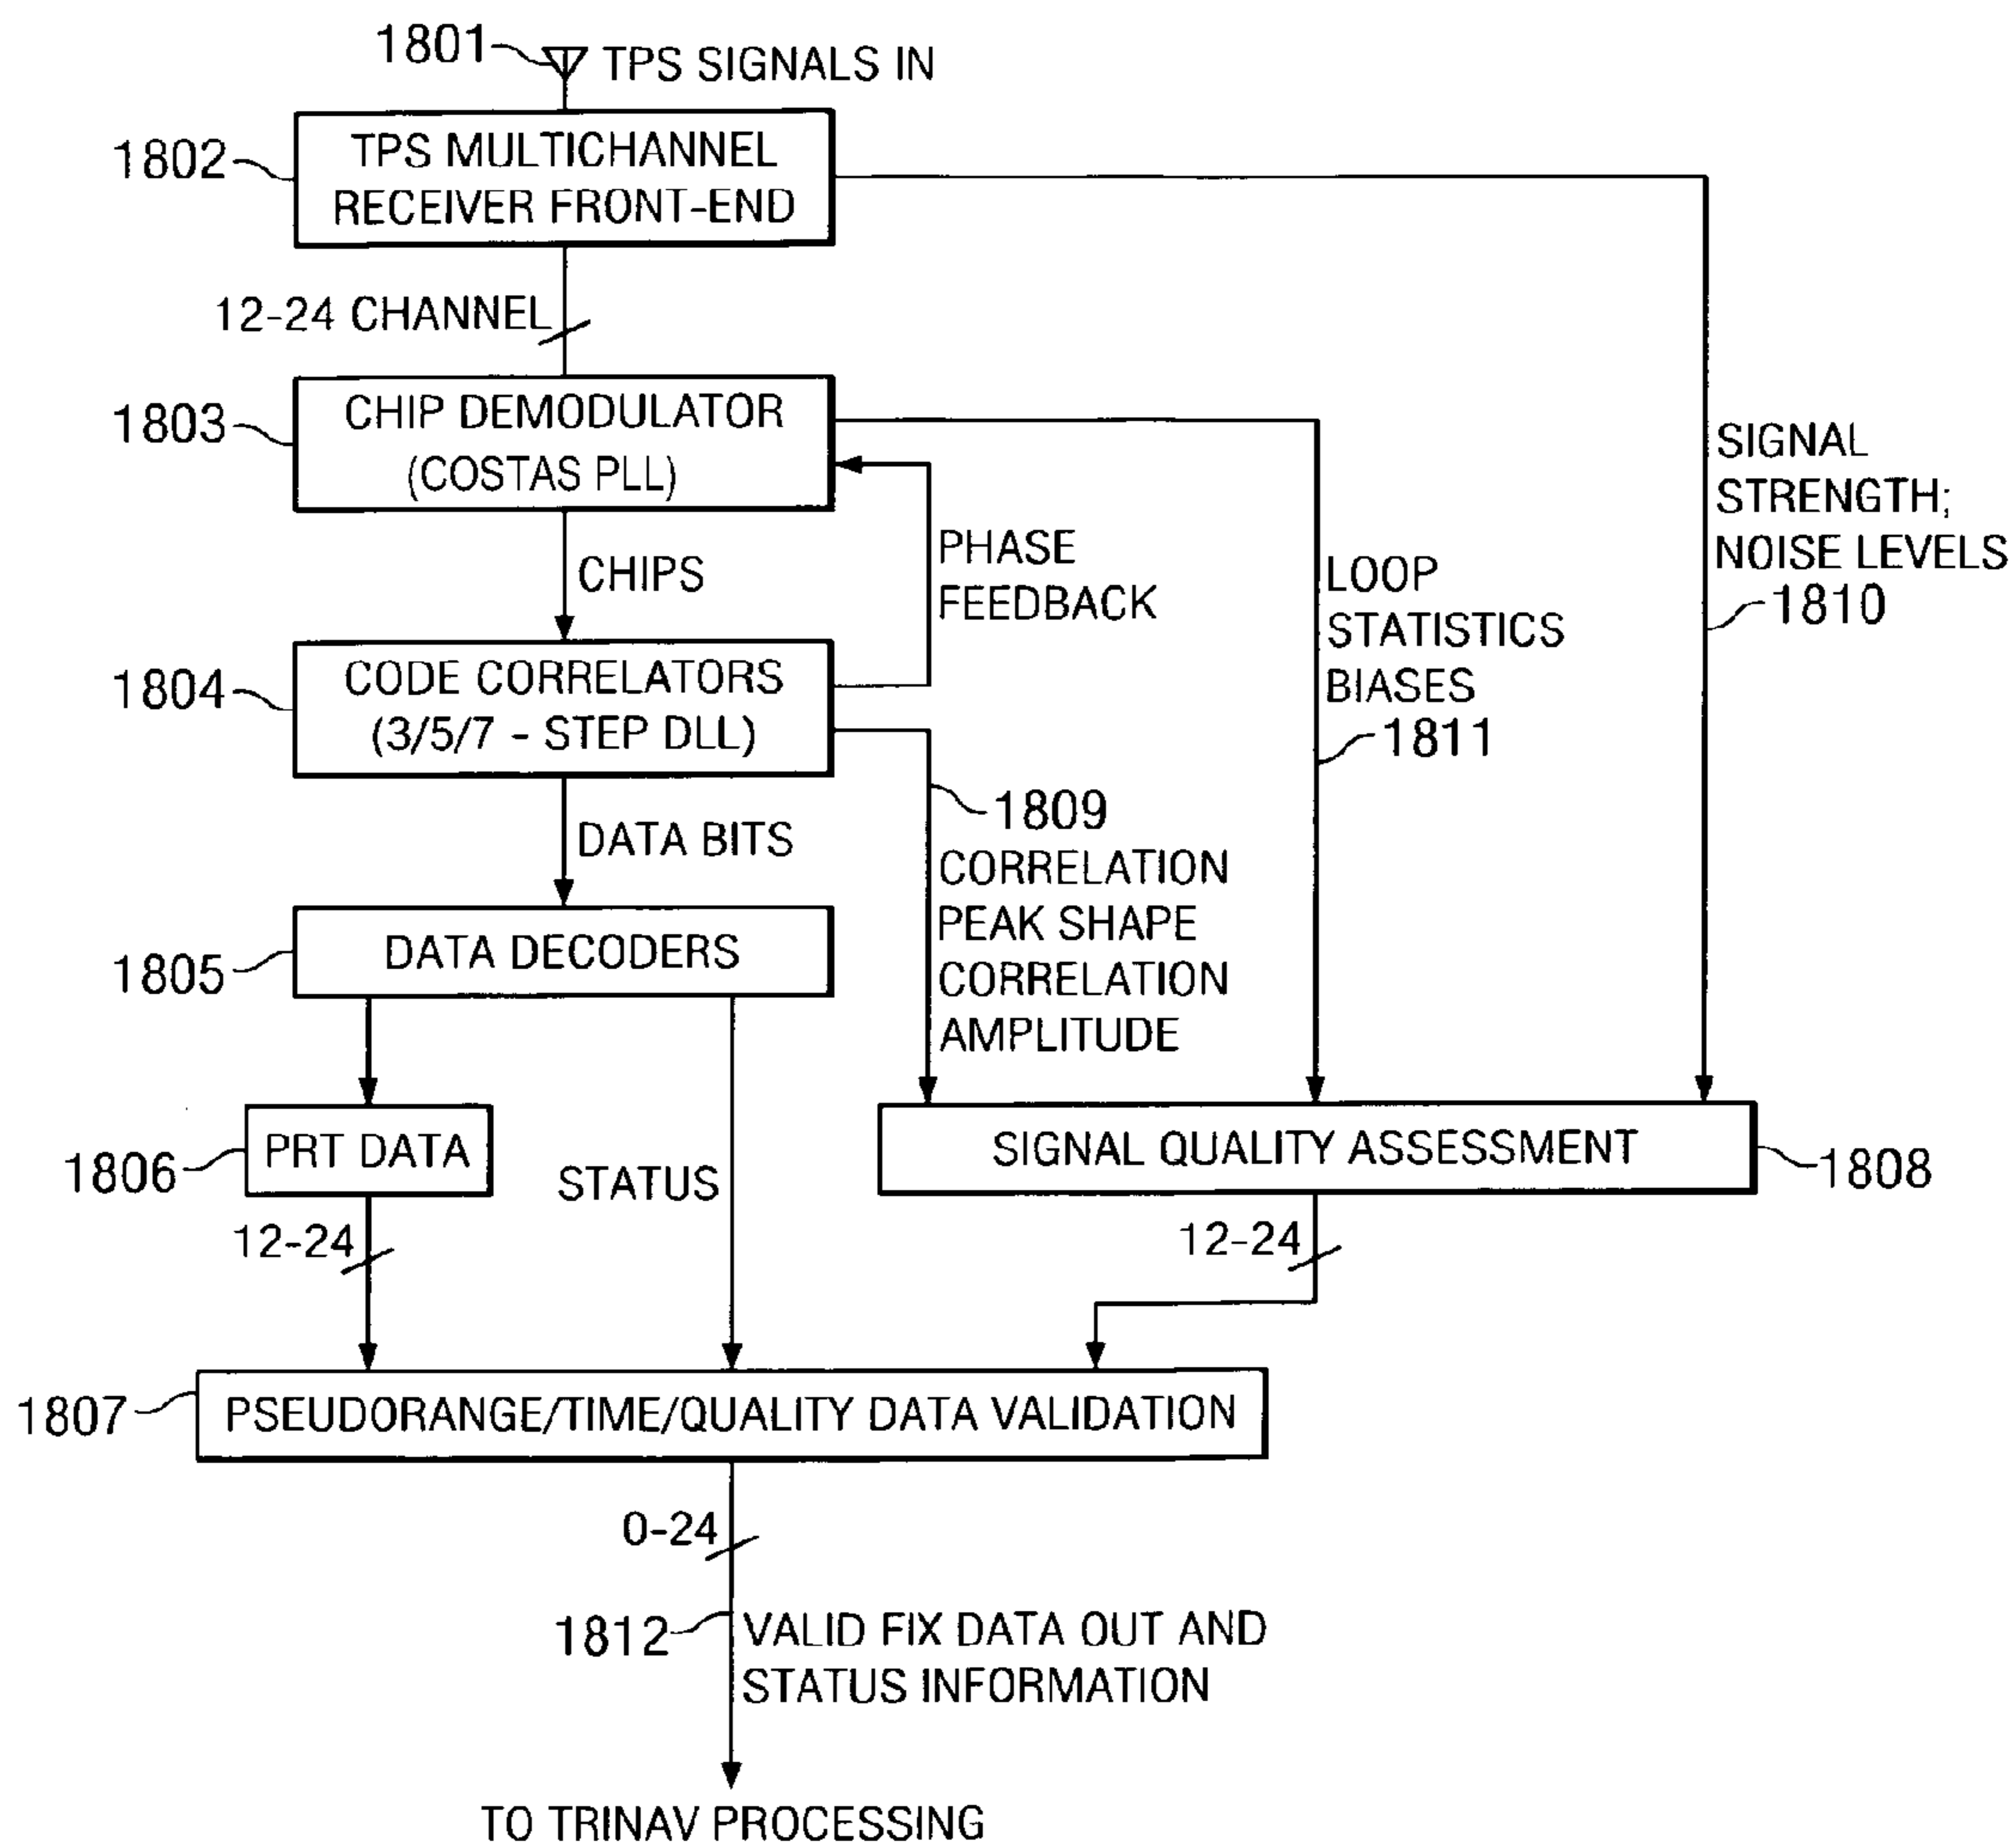 1801
TPS SIGNALS IN
1802
TPS MULTICHANNEL
RECEIVER FRONT-END
12-24 CHANNEL
1803
CHIP DEMODULATOR
(COSTAS PLL)
SIGNAL
STRENGTH;
NOISE LEVELS
1810
CHIPS
PHASE
FEEDBACK
LOOP
STATISTICS
BIASES
1811
1804
CODE CORRELATORS
(3/5/7 - STEP DLL)
1809
CORRELATION
PEAK SHAPE
CORRELATION
AMPLITUDE
DATA BITS
1805
DATA DECODERS
1806
PRT DATA
STATUS
SIGNAL QUALITY ASSESSMENT
1808
12-24
12-24
1807
PSEUDORANGE/TIME/QUALITY DATA VALIDATION
0-24
1812
VALID FIX DATA OUT AND
STATUS INFORMATION
TO TRINAV PROCESSING